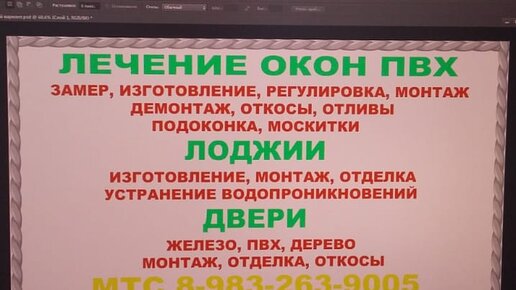 ЛЕЧЕНИЕ ОКОН ПВХ
ЗАМЕР, ИЗГОТОВЛЕНИЕ, РЕГУЛИРОВКА, МОНТАЖ
ДЕМОНТАЖ, ОТКОСЫ, ОТЛИВЫ
ПОДОКОНКА, МОСКИТКИ
ЛОДЖИИ
ИЗГОТОВЛЕНИЕ, МОНТАЖ, ОТДЕЛКА
УСТРАНЕНИЕ ВОДОПРОНИКНОВЕНИЙ
ДВЕРИ
ЖЕЛЕЗО, ПВХ, ДЕРЕВО
МОНТАЖ, ОТДЕЛКА, ОТКОСЫ
МТС 8-983-263-9005